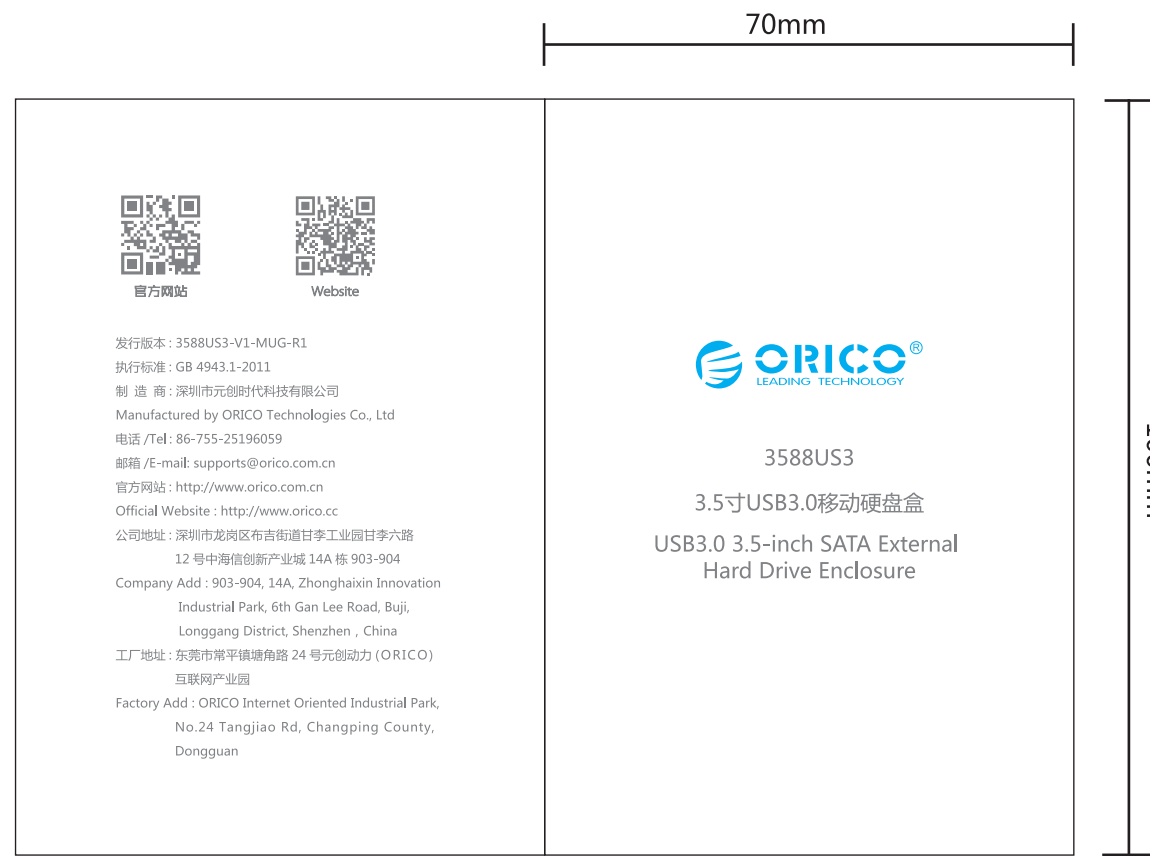 70mm
官方网站
Website
发行版本 : 3588US3-V1-MUG-R1
执行标准 : GB 4943.1-2011
制 造 商 : 深圳市元创时代科技有限公司
Manufactured by ORICO Technologies Co., Ltd
电话 /Tel : 86-755-25196059
邮箱 /E-mail: supports@orico.com.cn
官方网站 : http://www.orico.com.cn
Official Website : http://www.orico.cc
公司地址 : 深圳市龙岗区布吉街道甘李工业园甘李六路
12 号中海信创新产业城 14A 栋 903-904
Company Add : 903-904, 14A, Zhonghaixin Innovation
Industrial Park, 6th Gan Lee Road, Buji,
Longgang District, Shenzhen , China
工厂地址 : 东莞市常平镇塘角路 24 号元创动力 (ORICO)
互联网产业园
Factory Add : ORICO Internet Oriented Industrial Park,
No.24 Tangjiao Rd, Changping County,
Dongguan
ORICO®
LEADING TECHNOLOGY
3588US3
3.5寸USB3.0移动硬盘盒
USB3.0 3.5-inch SATA External
Hard Drive Enclosure